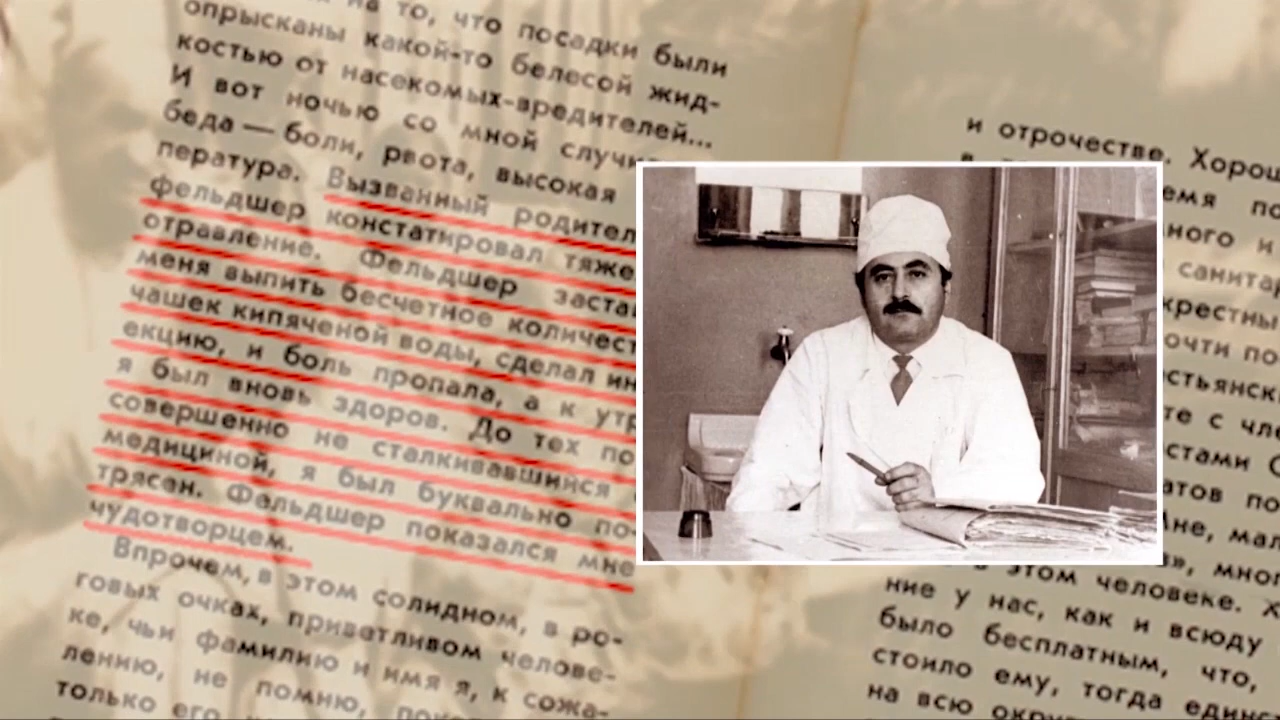 на то, что посадки были
опрысканы какой-то белесой жид-
костью от насекомых-вредителей...
И вот ночью со мной случи
беда — боли, рвота, высокая
пература. Вызванный родител
фельдшер констатировал тяже
отравление. Фельдшер застав
меня выпить бесчетное количест
чашек кипяченой воды, сделал ин
екцию, и боль пропала, а к утр
я был вновь здоров. До тех по
совершенно не сталкивавшийся
медициной, я был буквально по
трясен. Фельдшер показался мне
чудотворцем.
Впрочем, в этом солидном, в ро-
говых очках, приветливом челове-
ке, чьи фамилию и имя я, к сожа-
лению, не помню,
только его
и отрочестве. Хорош
емя по
ного и
санитар
крестны
очти по
стьянск
те с чле
стами С
атов по
не, мал
», мног
этом человеке. Х
ние у нас, как и всюду
было бесплатным, что,
стоило ему, тогда единс
на всю окру